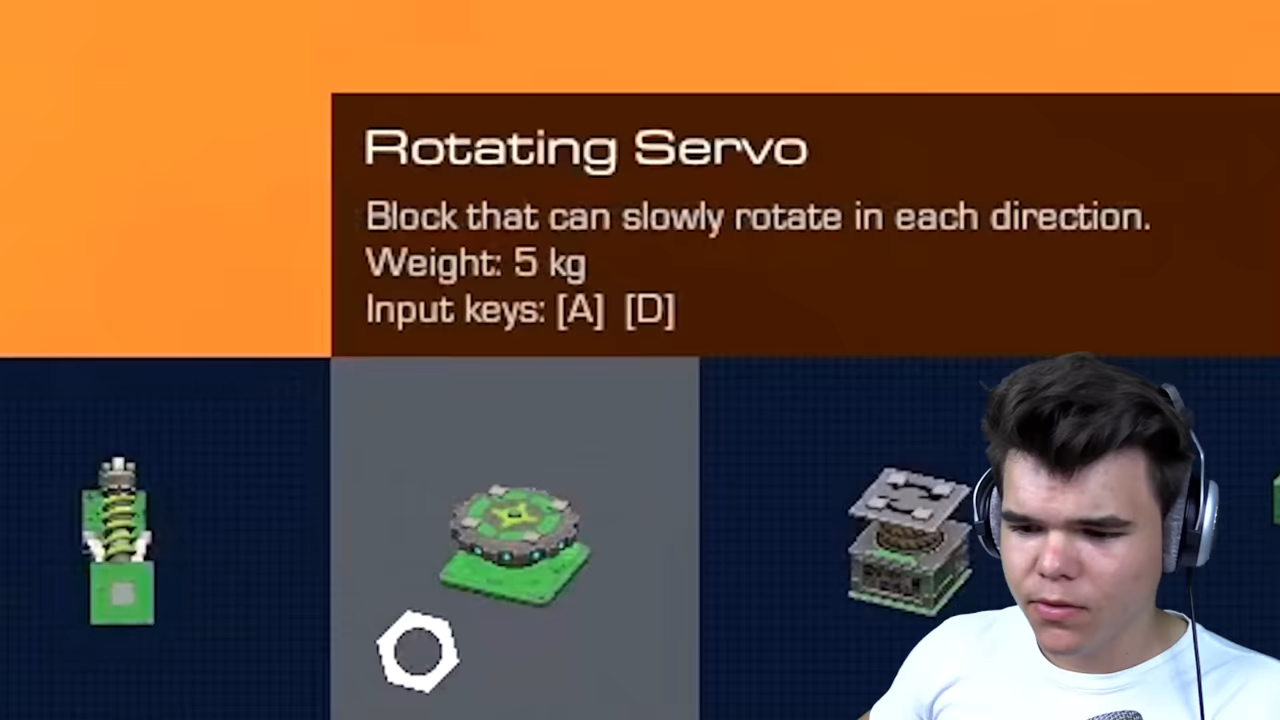 Rotating Servo
Block that can slowly rotate in each direction.
Weight: 5 kg
Input keys: [A] [D]